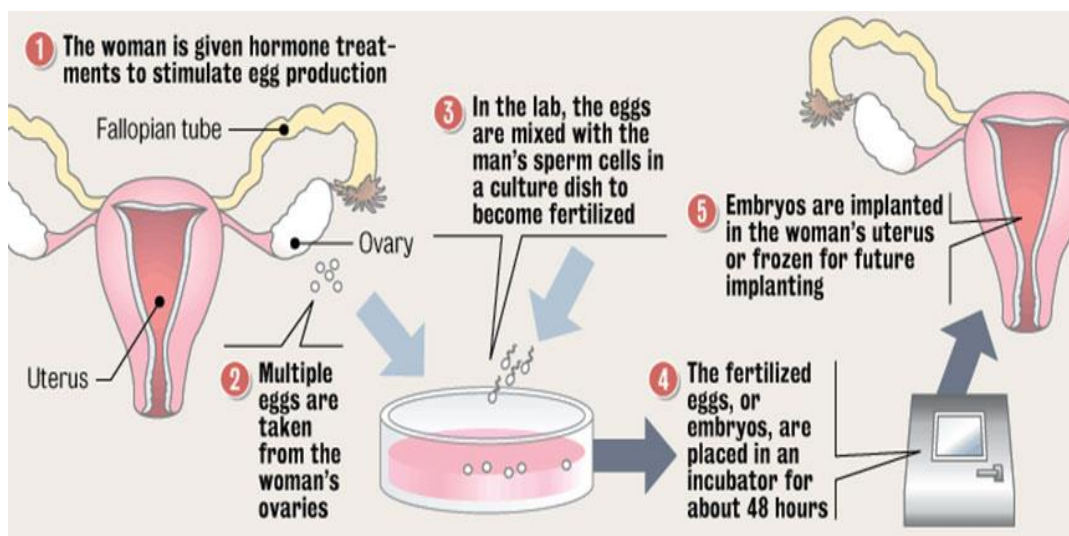 1 The woman is given hormone treat-
ments to stimulate egg production
Fallopian tube
Ovary
Uterus
2 Multiple
eggs are
taken
from the
woman's
ovaries
3 In the lab, the eggs
are mixed with the
man's sperm cells in
a culture dish to
become fertilized
4 The fertilized
eggs, or
embryos, are
placed in an
incubator for
about 48 hours
5 Embryos are implanted
in the woman's uterus
or frozen for future
implanting